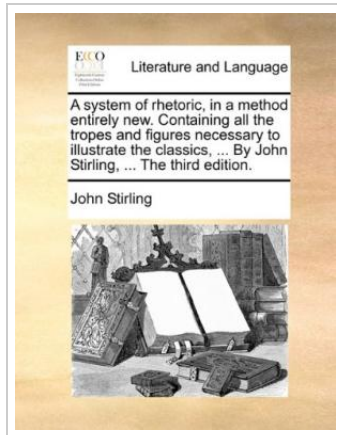 ECCO
Literature and Language
A system of rhetoric, in a method
entirely new. Containing all the
tropes and figures necessary to
illustrate the classics, ... By John
Stirling, ... The third edition.
John Stirling